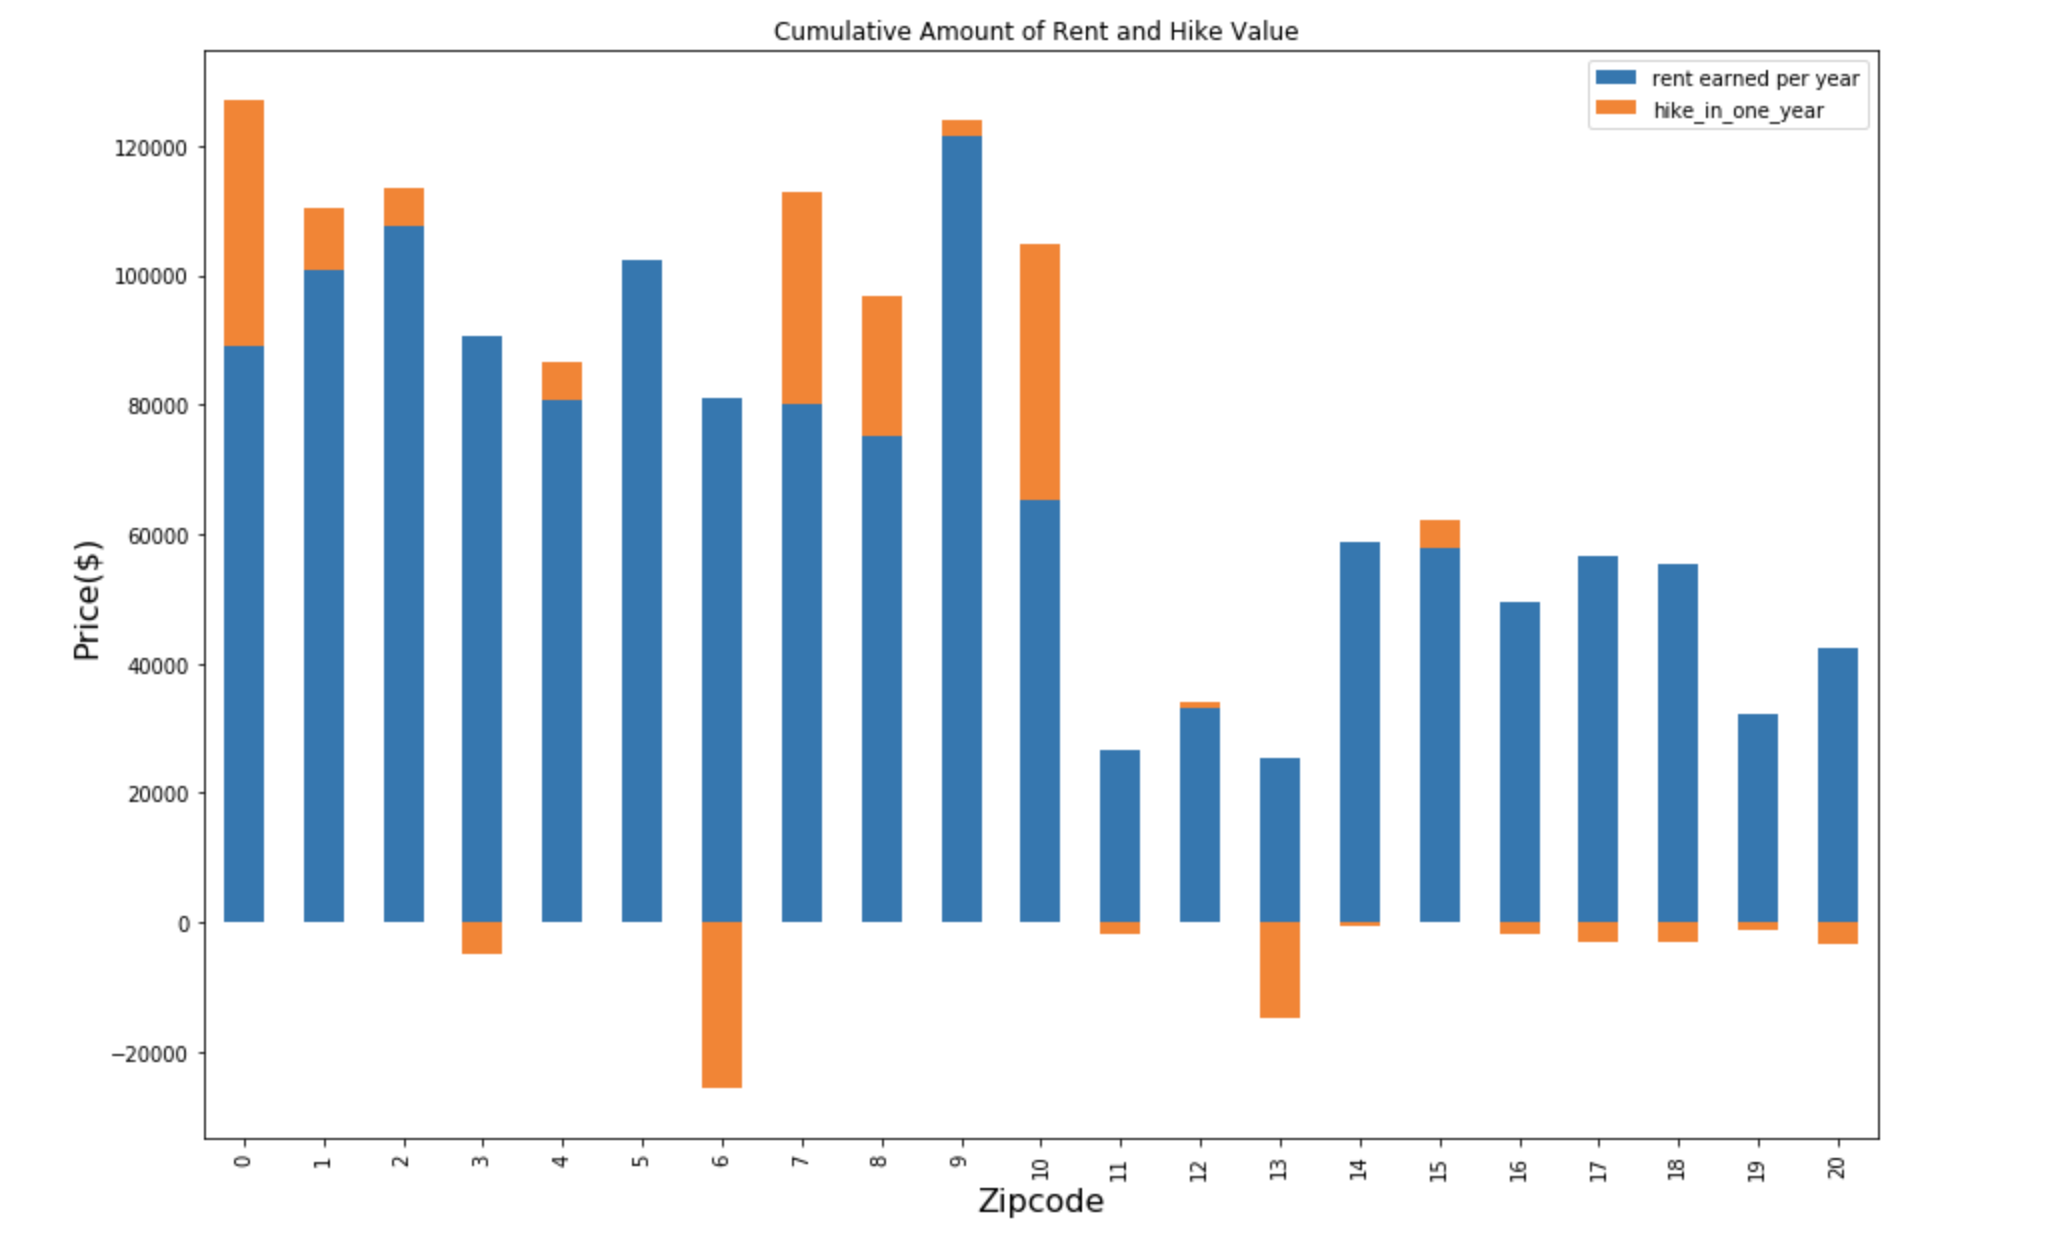 Cumulative Amount of Rent and Hike Value
rent earned per year
hike_in_one_year
120000
100000
80000
60000
40000
20000
0
−20000
Price($)
0 1 2 3 4 5 6 7 8 9 10 11 12 13 14 15 16 17 18 19 20
Zipcode